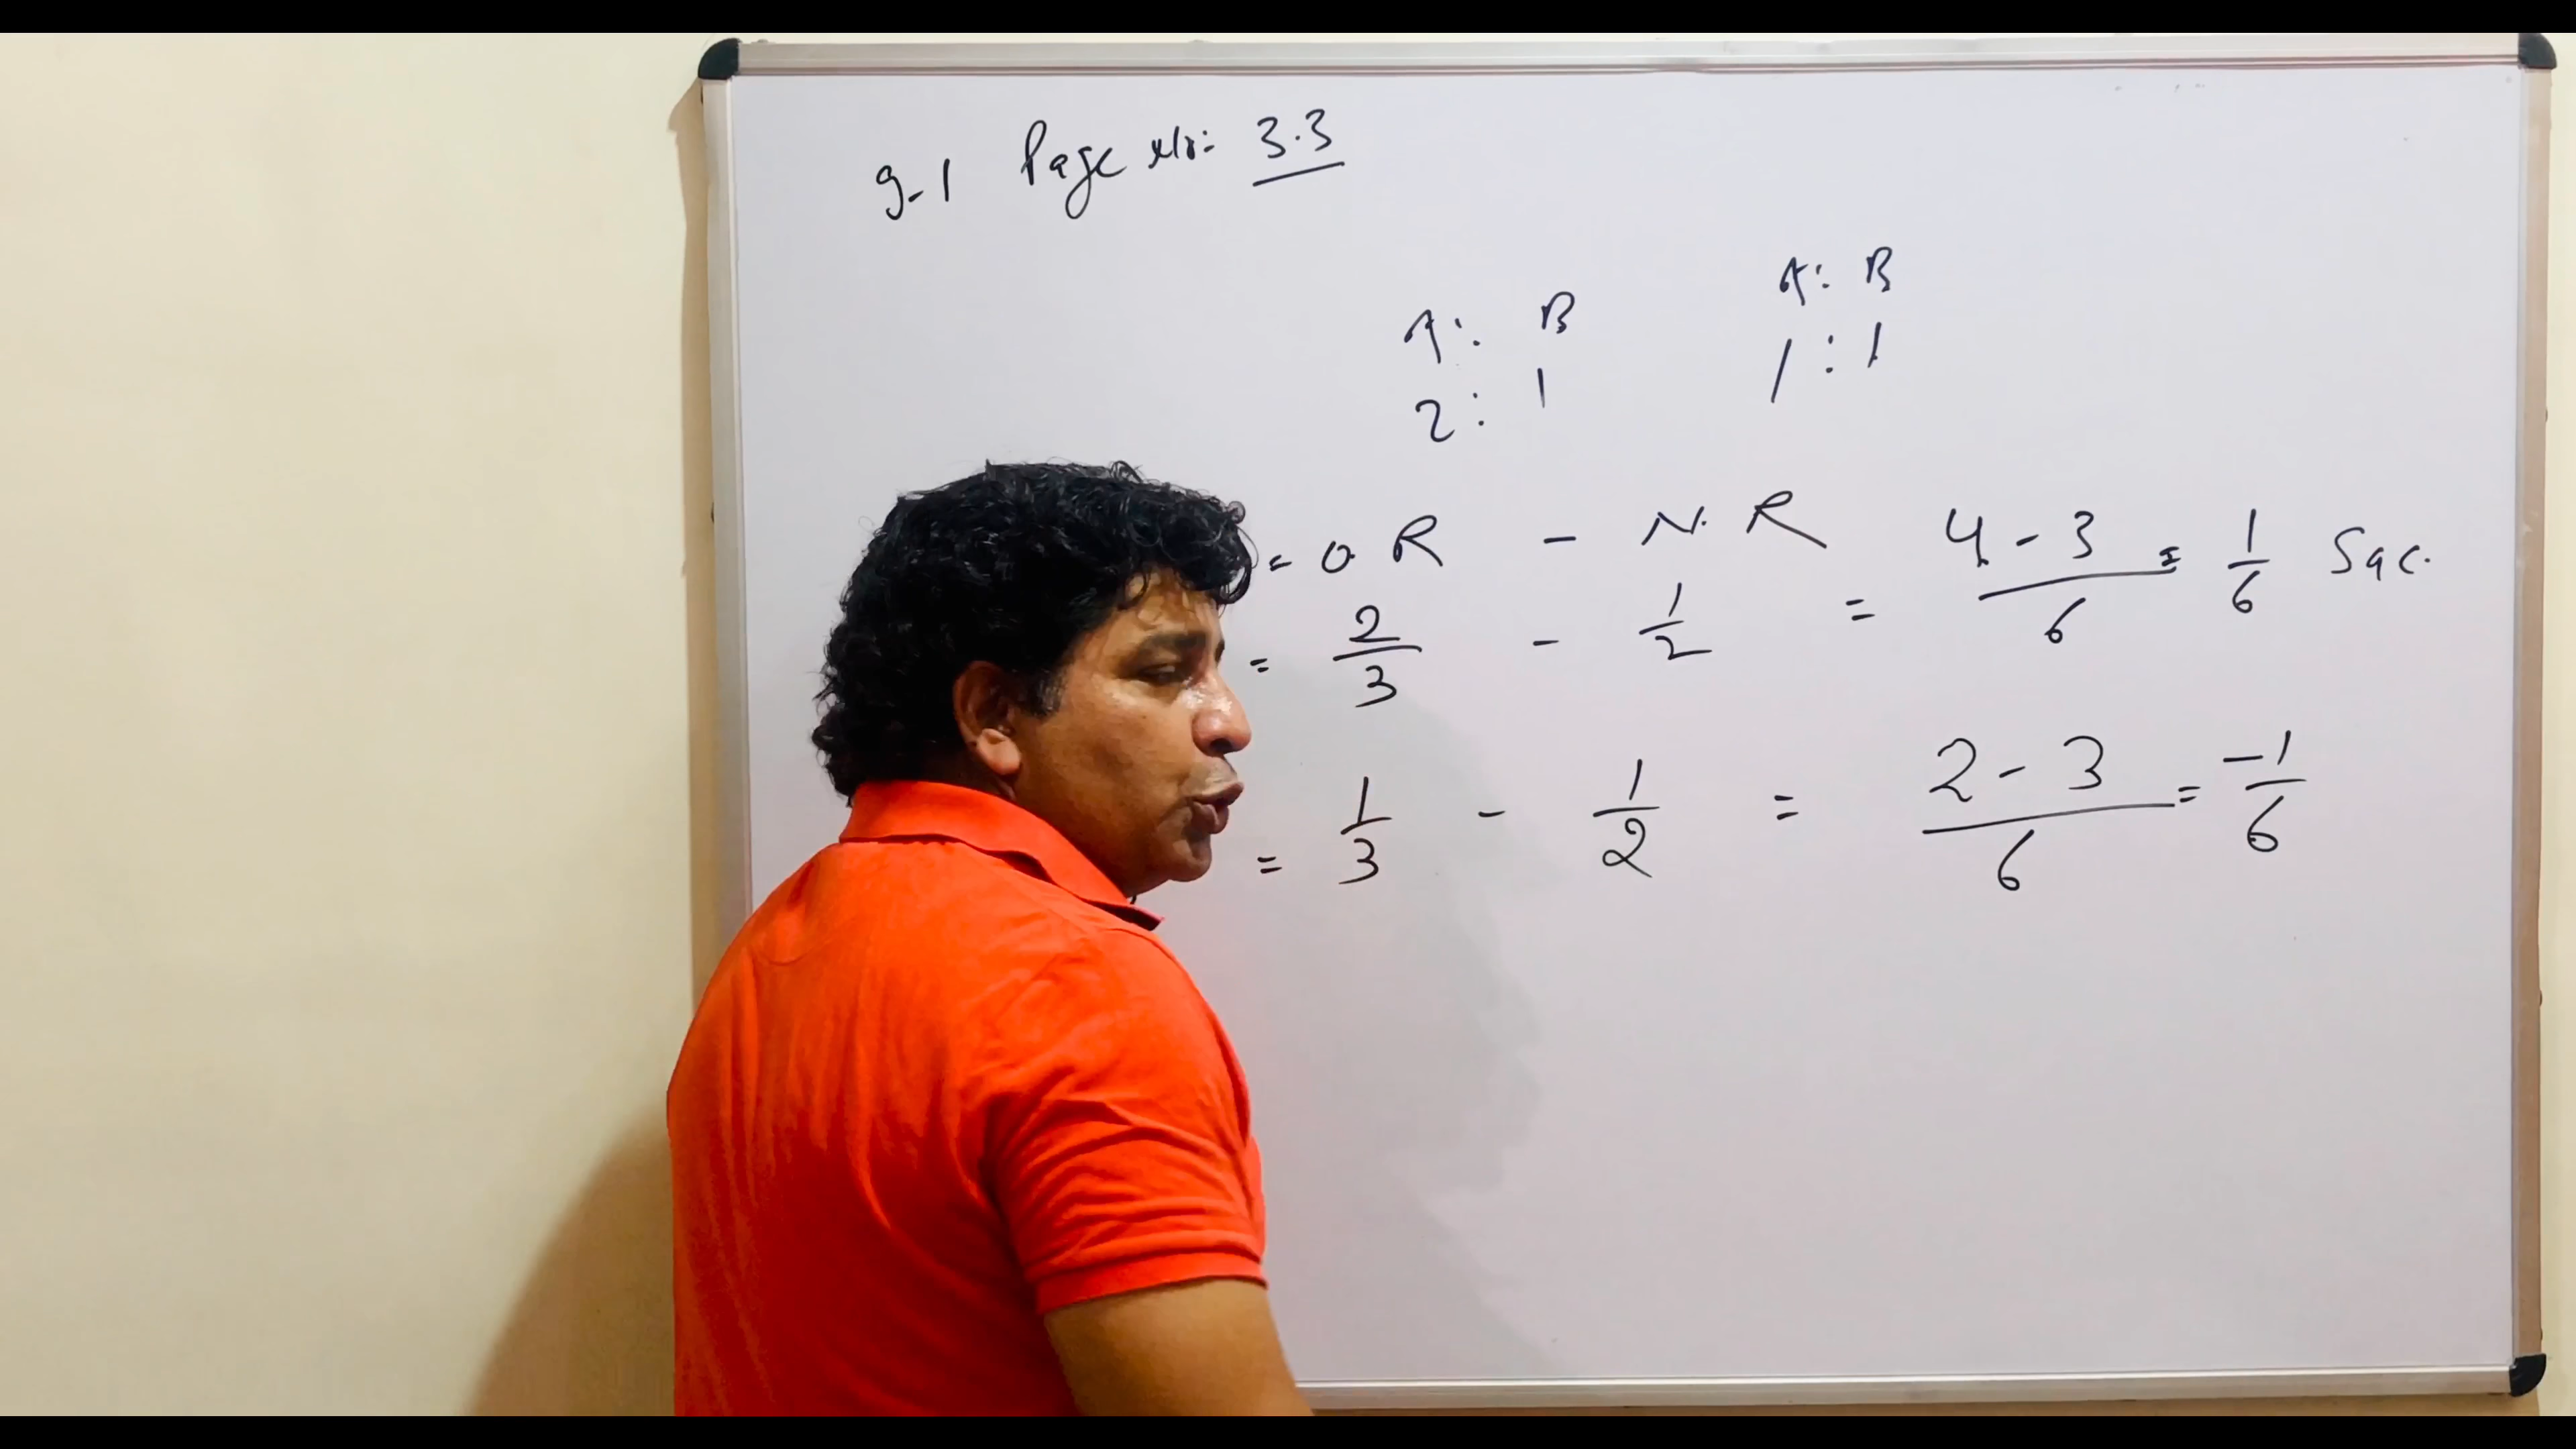 Q-1 Page No:- 3.3
A : B
2 : 1
A : B
1 : 1
= O. R - N. R
= 2/3 - 1/2 = 4 - 3/6 = 1/6 Sac.
= 1/3 - 1/2 = 2 - 3/6 = -1/6